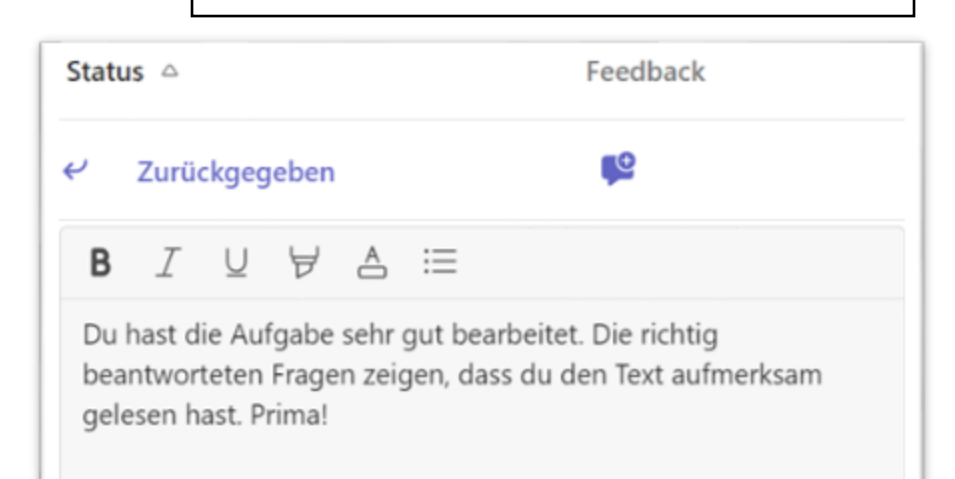 Status
Feedback
Zurückgegeben
B I U A
Du hast die Aufgabe sehr gut bearbeitet. Die richtig
beantworteten Fragen zeigen, dass du den Text aufmerksam
gelesen hast. Prima!